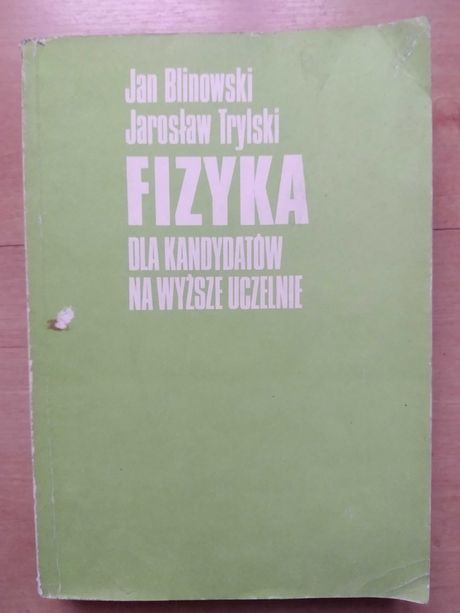 Jan Blinowski
Jarosław Trylski
FIZYKA
DLA KANDYDATÓW
NA WYŻSZE UCZELNIE